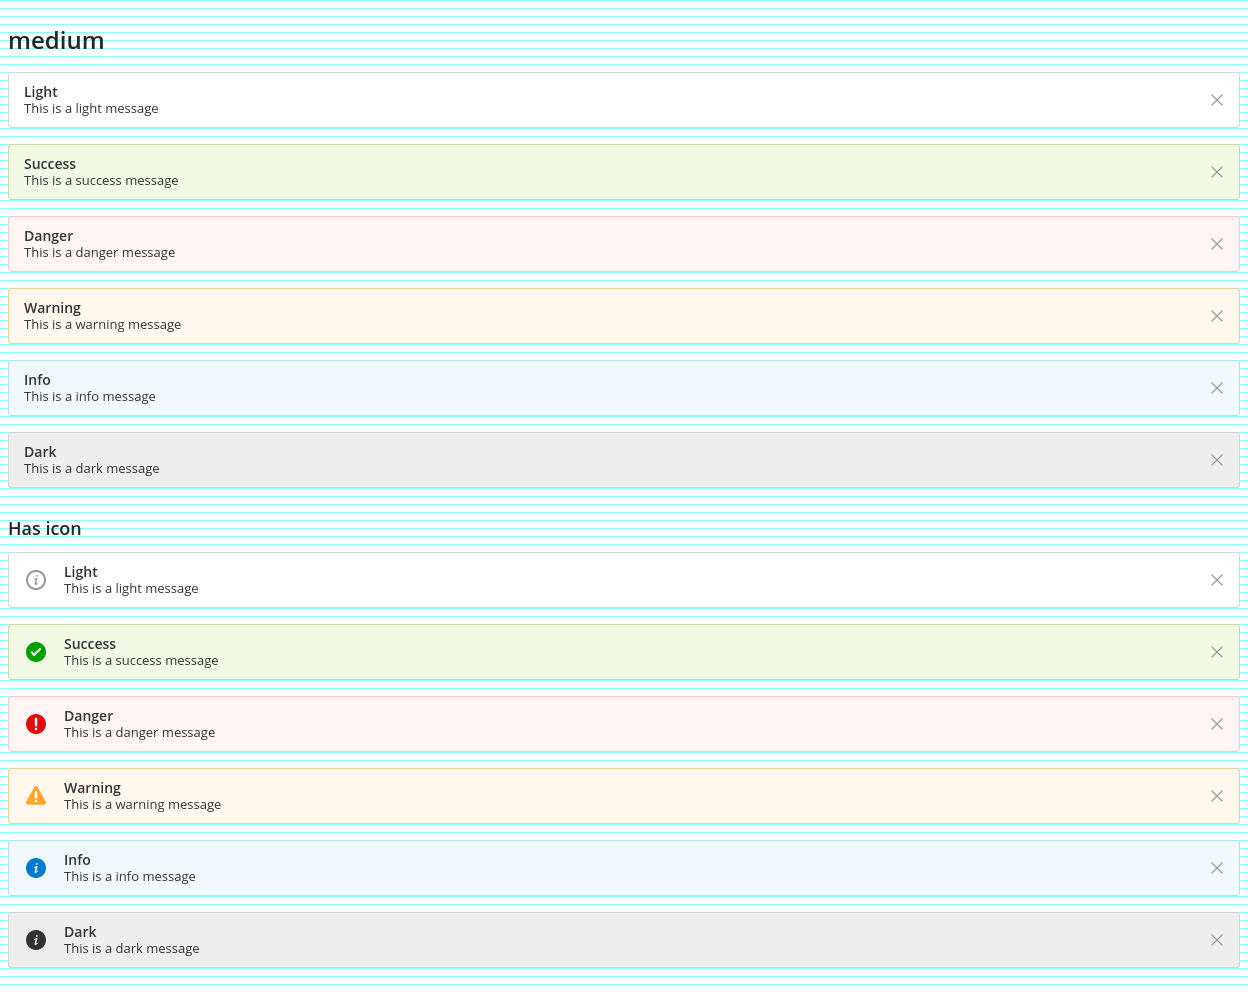 medium
Light
This is a light message
Success
This is a success message
Danger
This is a danger message
Warning
This is a warning message
Info
This is a info message
Dark
This is a dark message
Has icon
Light
This is a light message
Success
This is a success message
Danger
This is a danger message
Warning
This is a warning message
Info
This is a info message
Dark
This is a dark message